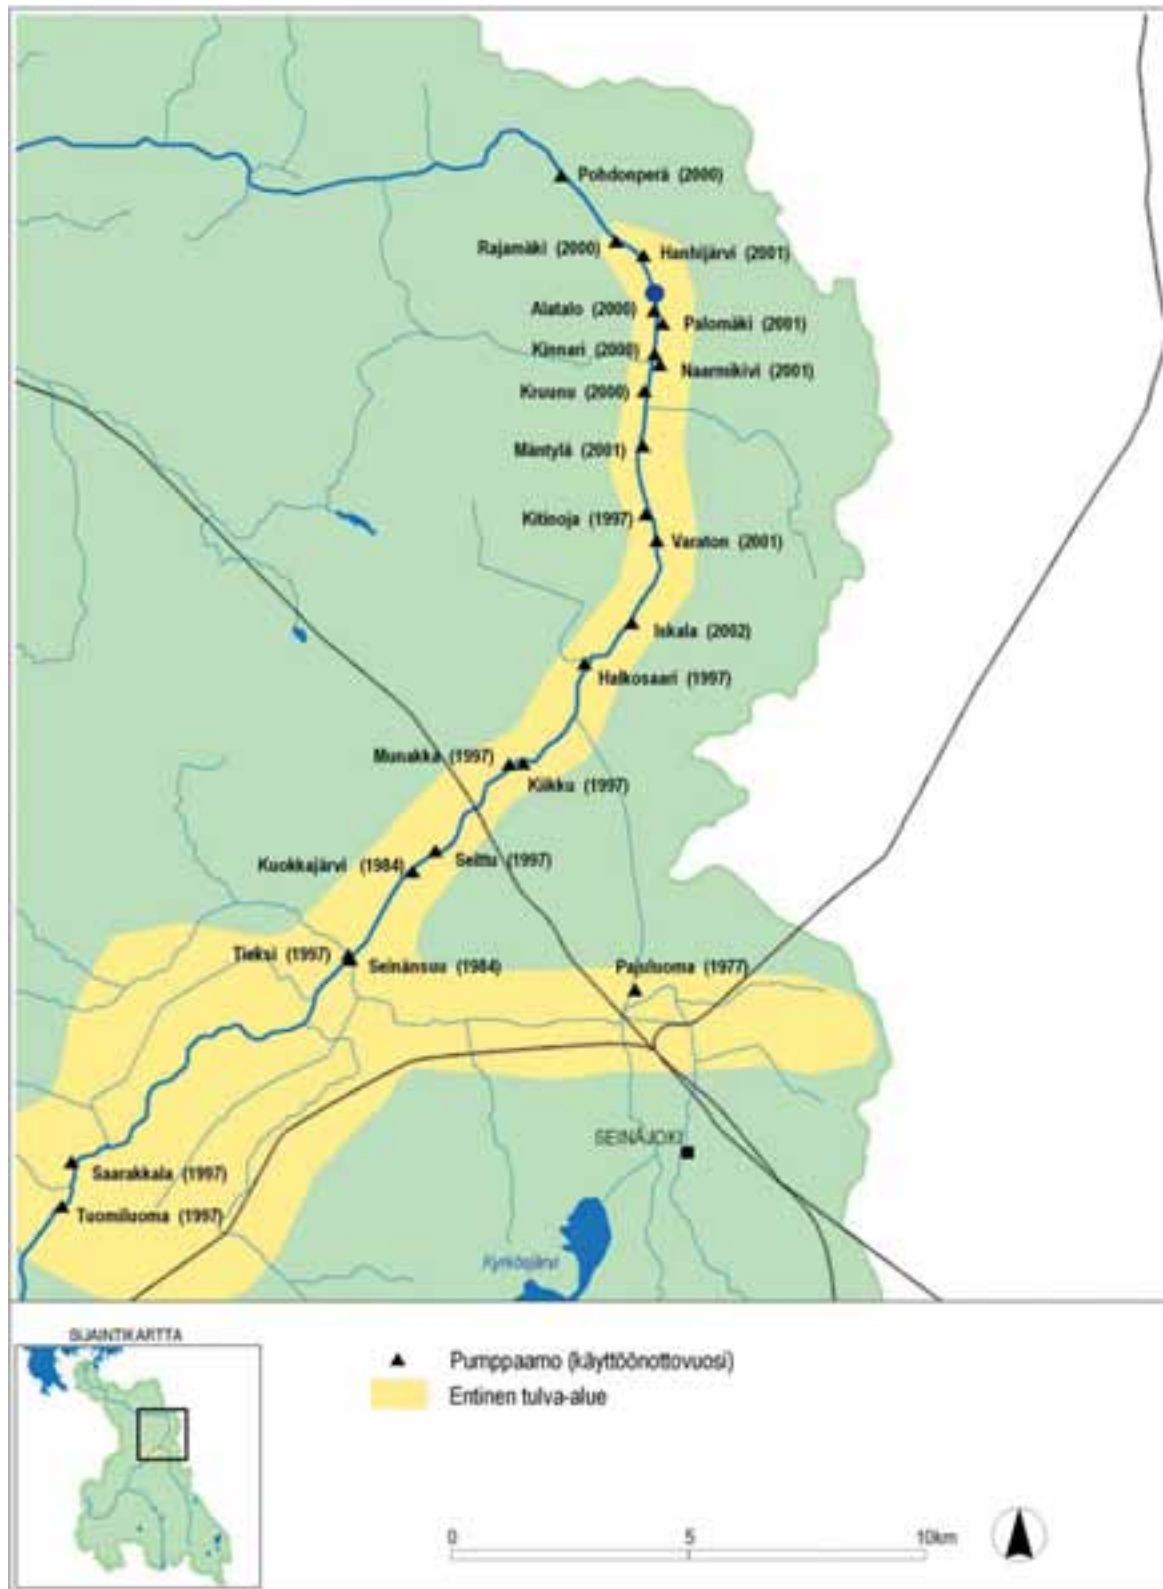 Pohdonperä (2000)
Rajamäki (2000)
Hanhijärvi (2001)
Alatalo (2000)
Palomäki (2001)
Kinnari (2000)
Naarmikivi (2001)
Kruunu (2000)
Mäntylä (2001)
Kitinoja (1997)
Varaton (2001)
Iskala (2002)
Halkosaari (1997)
Munakka (1997)
Kiikku (1997)
Seittu (1997)
Kuokkajärvi (1984)
Tieksi (1997)
Seinänsuu (1984)
Pajuluoma (1977)
SEINÄJOKI
Saarakkala (1997)
Tuomiluoma (1997)
Kyrkösjärvi
SIJAINTIKARTTA
Pumppaamo (käyttöönottovuosi)
Entinen tulva-alue
0 5 10km